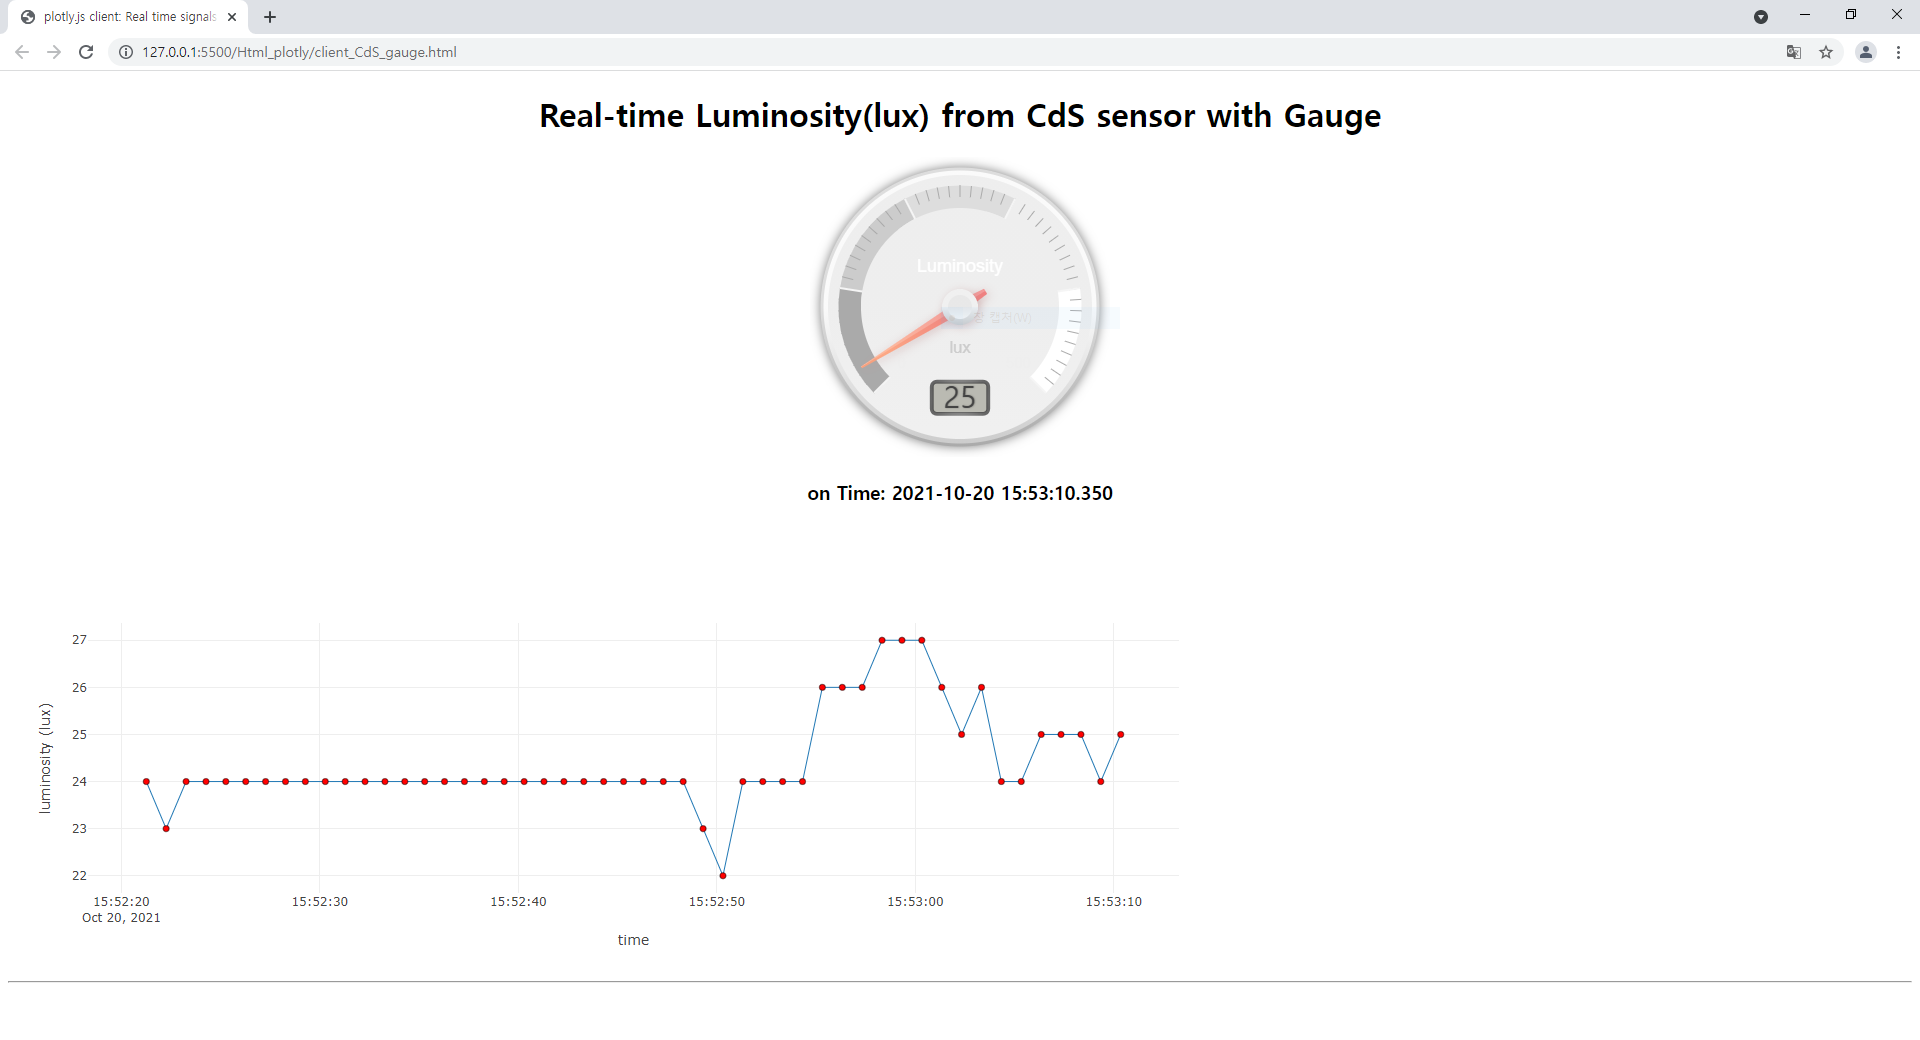 plotly.js client: Real time signals
127.0.0.1:5500/Html_plotly/client_CdS_gauge.html
Real-time Luminosity(lux) from CdS sensor with Gauge
Luminosity
캡처(W)
lux
25
on Time: 2021-10-20 15:53:10.350
27
26
25
24
23
22
luminosity (lux)
15:52:20 15:52:30 15:52:40 15:52:50 15:53:00 15:53:10
Oct 20, 2021
time